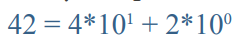 42 = 4*10¹ + 2*10⁰